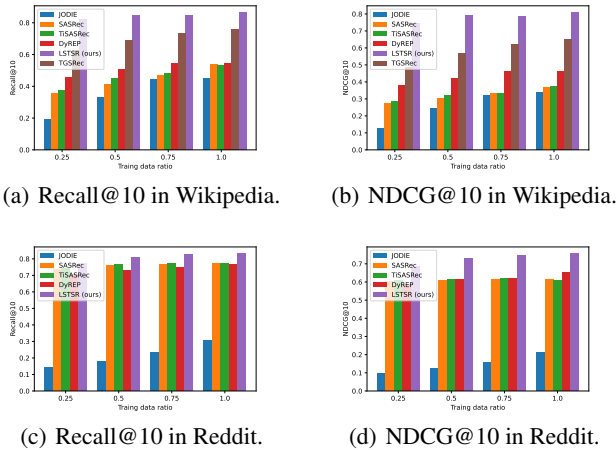 Recall@10
0.8
0.6
0.4
0.2
0.0
JODIE
SASRec
TiSASRec
DyREP
LSTSR (ours)
TGSRec
0.25
0.5
0.75
1.0
Traing data ratio
(a) Recall@10 in Wikipedia.
NDCG@10
0.8
0.7
0.6
0.5
0.4
0.3
0.2
0.1
0.0
JODIE
SASRec
TiSASRec
DyREP
LSTSR (ours)
TGSRec
0.25
0.5
0.75
1.0
Traing data ratio
(b) NDCG@10 in Wikipedia.
Recall@10
0.8
0.7
0.6
0.5
0.4
0.3
0.2
0.1
0.0
JODIE
SASRec
TiSASRec
DyREP
LSTSR (ours)
0.25
0.5
0.75
1.0
Traing data ratio
(c) Recall@10 in Reddit.
NDCG@10
0.7
0.6
0.5
0.4
0.3
0.2
0.1
0.0
JODIE
SASRec
TiSASRec
DyREP
LSTSR (ours)
0.25
0.5
0.75
1.0
Traing data ratio
(d) NDCG@10 in Reddit.